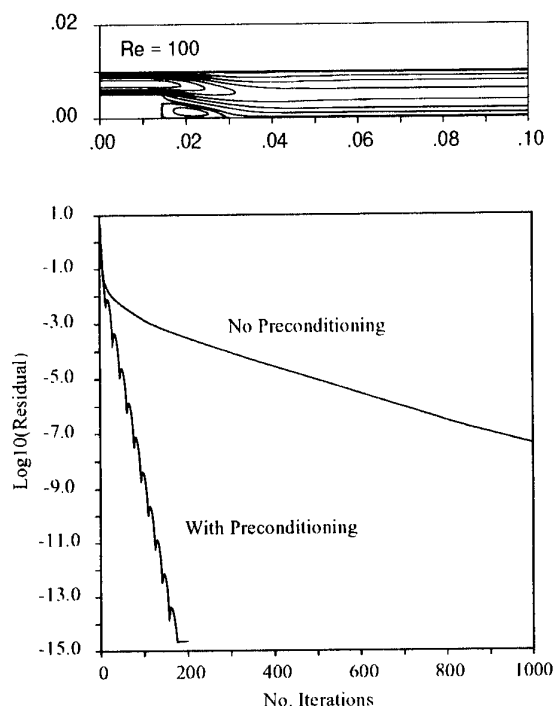 .02
Re = 100
.00
.00 .02 .04 .06 .08 .10
1.0
-1.0
-3.0
-5.0
-7.0
-9.0
-11.0
-13.0
-15.0
Log10(Residual)
No Preconditioning
With Preconditioning
0 200 400 600 800 1000
No. Iterations